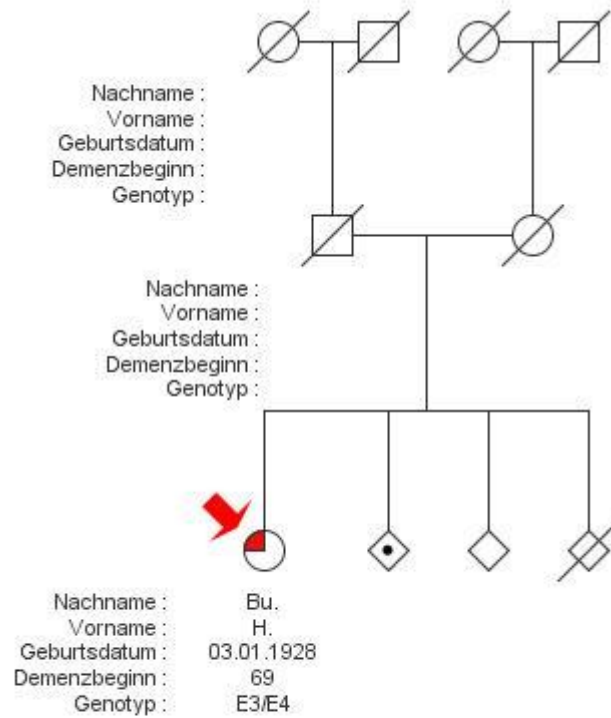 Nachname :
Vorname :
Geburtsdatum :
Demenzbeginn :
Genotyp :
Nachname :
Vorname :
Geburtsdatum :
Demenzbeginn :
Genotyp :
Nachname : Bu.
Vorname : H.
Geburtsdatum : 03.01.1928
Demenzbeginn : 69
Genotyp : E3/E4